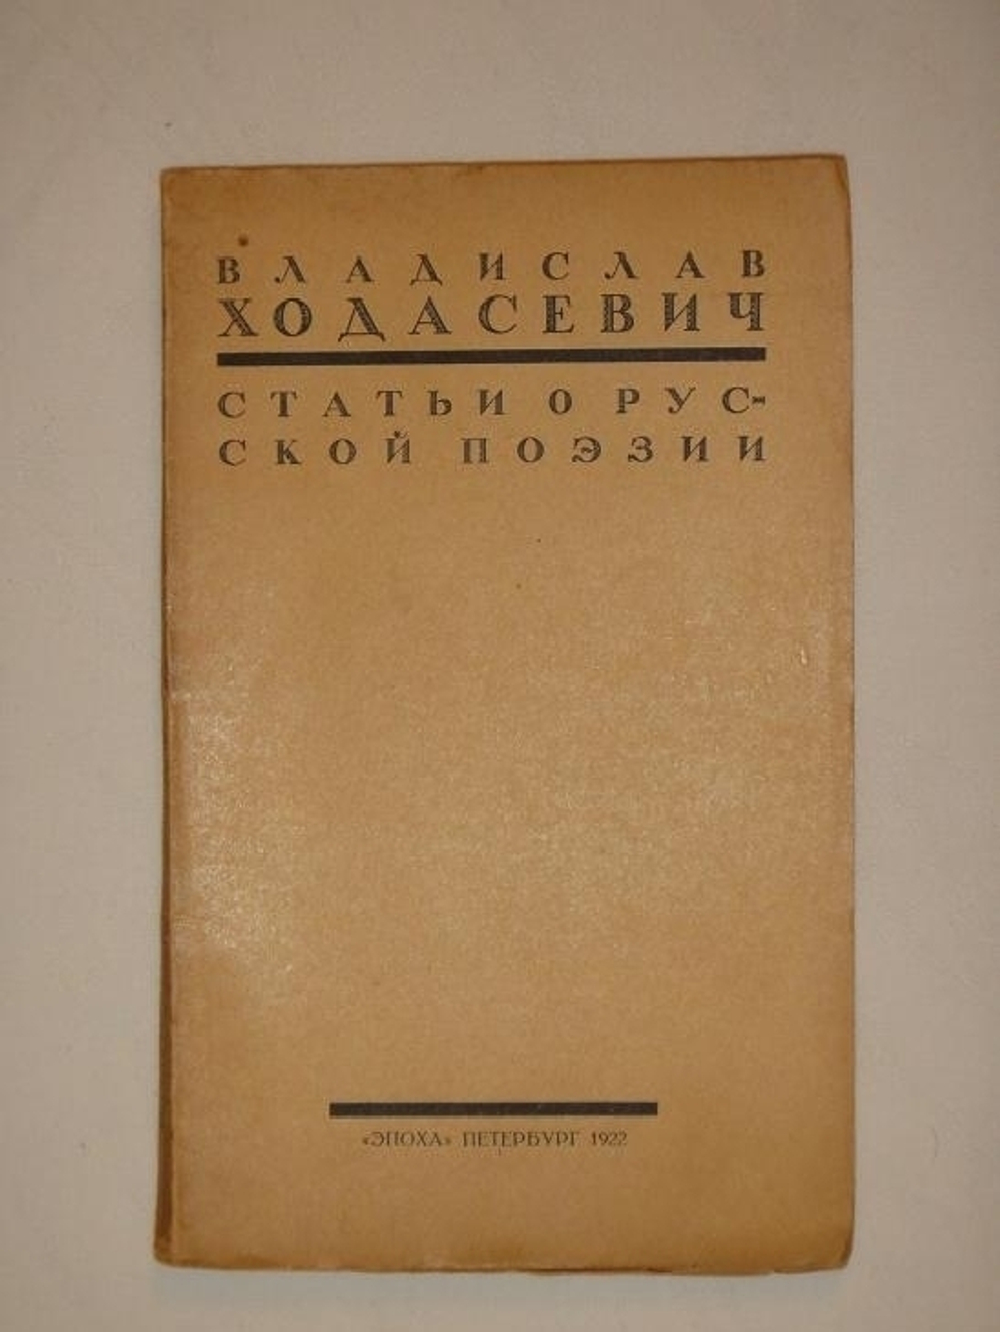 ВЛАДИСЛАВ
ХОДАСЕВИЧ
СТАТЬИ О РУС-
СКОЙ ПОЭЗИИ
«ЭПОХА» ПЕТЕРБУРГ 1922